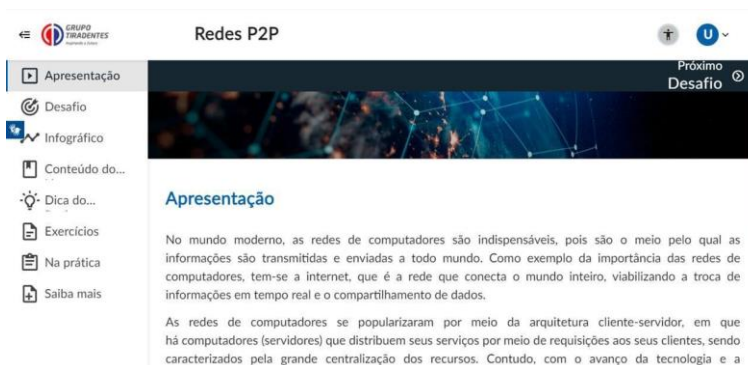 GRUPO
TIRADENTES
Redes P2P
U
Próximo
Desafio
Apresentação
Desafio
Infográfico
Conteúdo do...
Dica do...
Exercícios
Na prática
Saiba mais
Apresentação
No mundo moderno, as redes de computadores são indispensáveis, pois são o meio pelo qual as
informações são transmitidas e enviadas a todo mundo. Como exemplo da importância das redes de
computadores, tem-se a internet, que é a rede que conecta o mundo inteiro, viabilizando a troca de
informações em tempo real e o compartilhamento de dados.
As redes de computadores se popularizaram por meio da arquitetura cliente-servidor, em que
há computadores (servidores) que distribuem seus serviços por meio de requisições aos seus clientes, sendo
caracterizados pela grande centralização dos recursos. Contudo, com o avanço da tecnologia e a